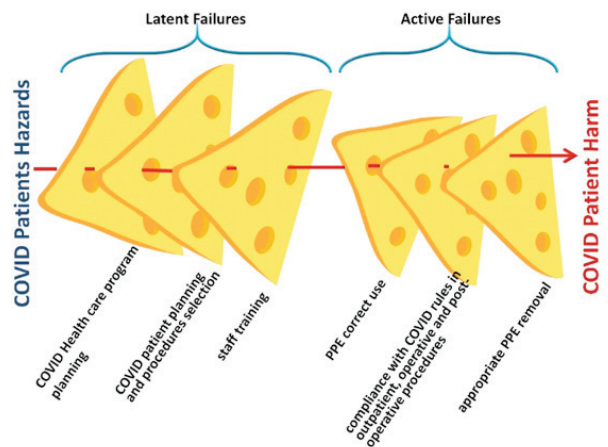 Latent Failures
Active Failures
COVID Patients Hazards
COVID Patient Harm
COVID Health care program
planning
COVID patient planning
and procedures selection
staff training
PPE correct use
compliance with COVID rules in
outpatient, operative and post-
operative procedures
appropriate PPE removal